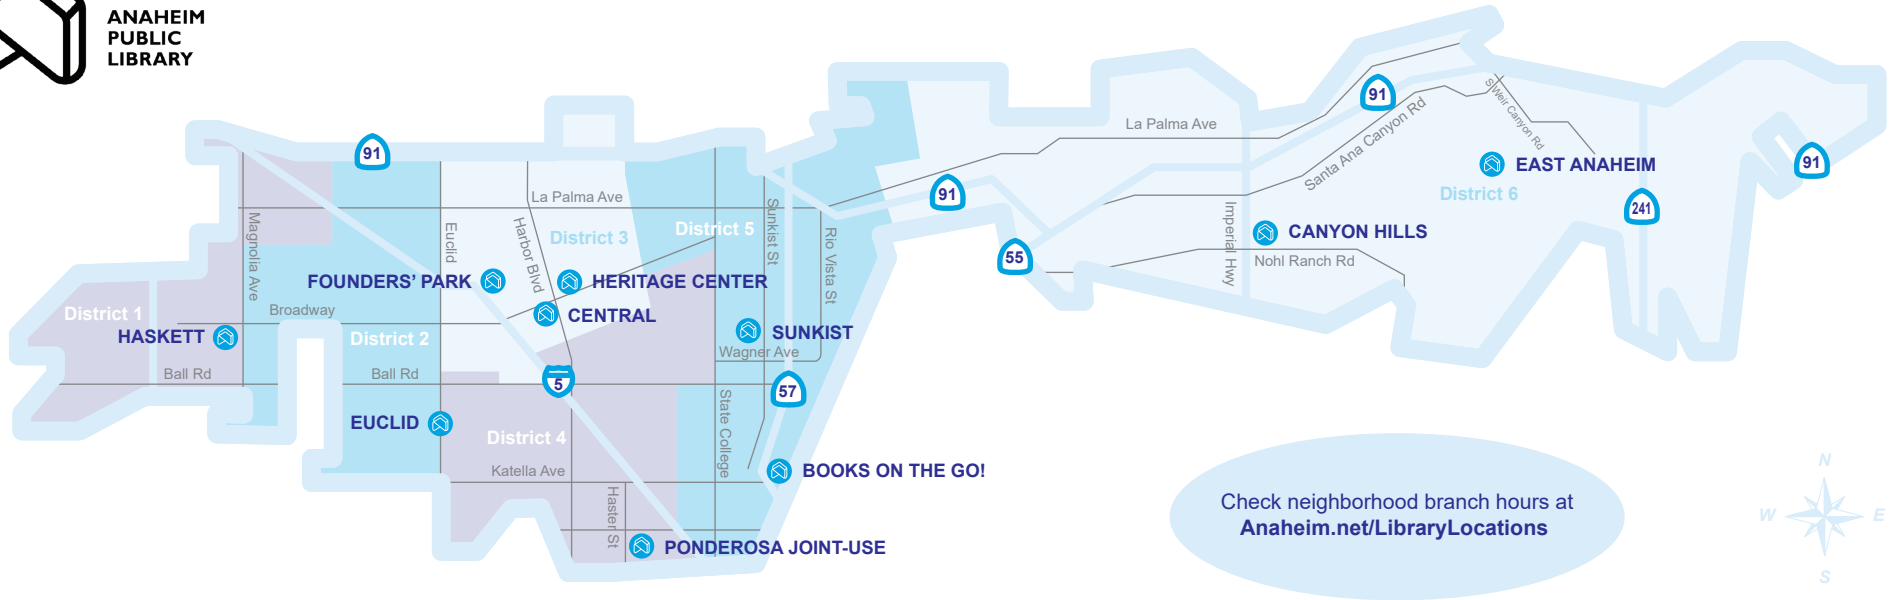 ANAHEIM
PUBLIC
LIBRARY
91
La Palma Ave
91
Santa Ana Canyon Rd
S Weir Canyon Rd
EAST ANAHEIM
District 6
91
241
91
La Palma Ave
Magnolia Ave
Euclid
Harbor Blvd
District 3
District 5
Sunkist St
Rio Vista St
Imperial Hwy
CANYON HILLS
Nohl Ranch Rd
55
FOUNDERS' PARK
HERITAGE CENTER
District 1
Broadway
CENTRAL
HASKETT
District 2
SUNKIST
Wagner Ave
Ball Rd
Ball Rd
5
57
EUCLID
District 4
State College
Katella Ave
BOOKS ON THE GO!
Haster St
PONDEROSA JOINT-USE
Check neighborhood branch hours at
Anaheim.net/LibraryLocations
N
W
E
S